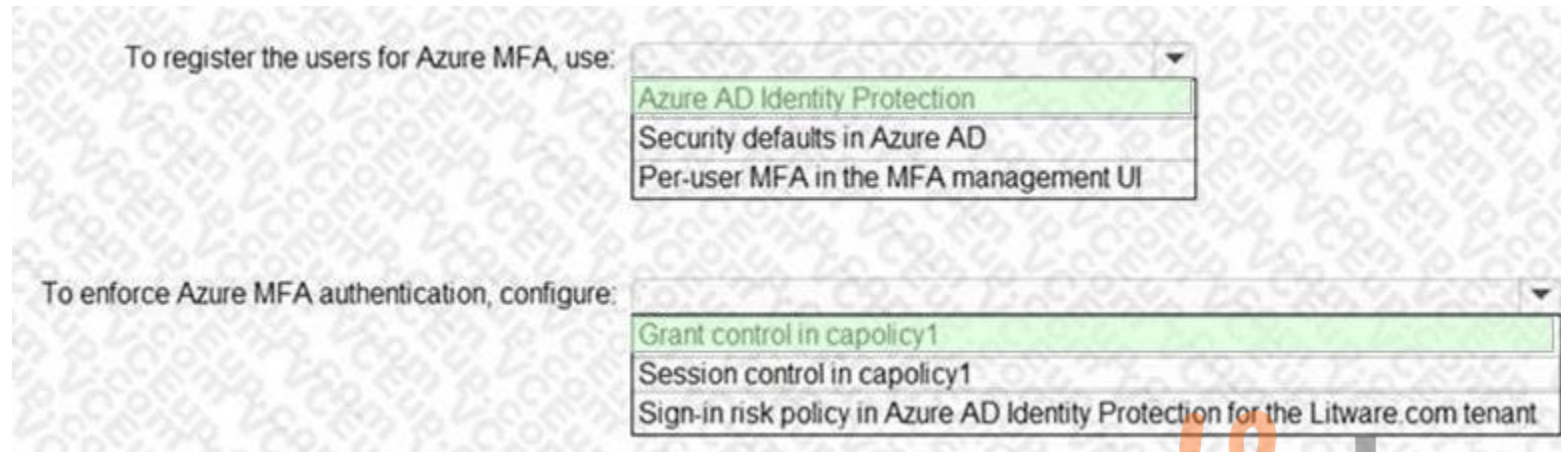 To register the users for Azure MFA, use:
Azure AD Identity Protection
Security defaults in Azure AD
Per-user MFA in the MFA management UI
To enforce Azure MFA authentication, configure:
Grant control in capolicy1
Session control in capolicy1
Sign-in risk policy in Azure AD Identity Protection for the Litware.com tenant